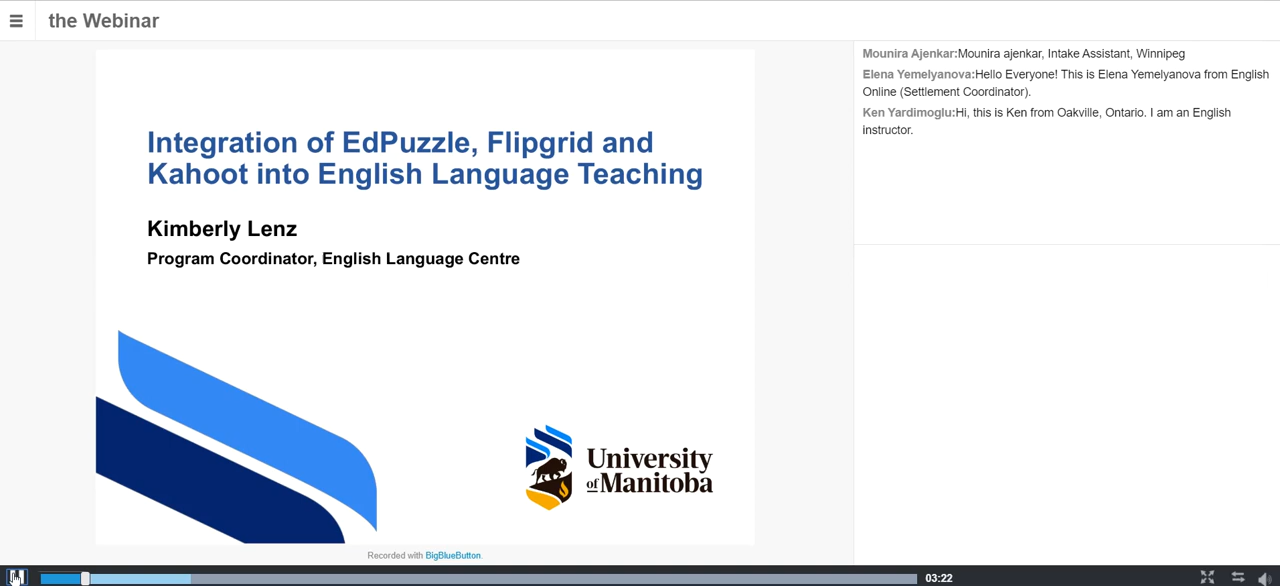 the Webinar
Integration of EdPuzzle, Flipgrid and
Kahoot into English Language Teaching
Kimberly Lenz
Program Coordinator, English Language Centre
University
of Manitoba
Recorded with BigBlueButton.
Mounira Ajenkar:Mounira ajenkar, Intake Assistant, Winnipeg
Elena Yemelyanova:Hello Everyone! This is Elena Yemelyanova from English
Online (Settlement Coordinator).
Ken Yardimoglu:Hi, this is Ken from Oakville, Ontario. I am an English
instructor.
03:22